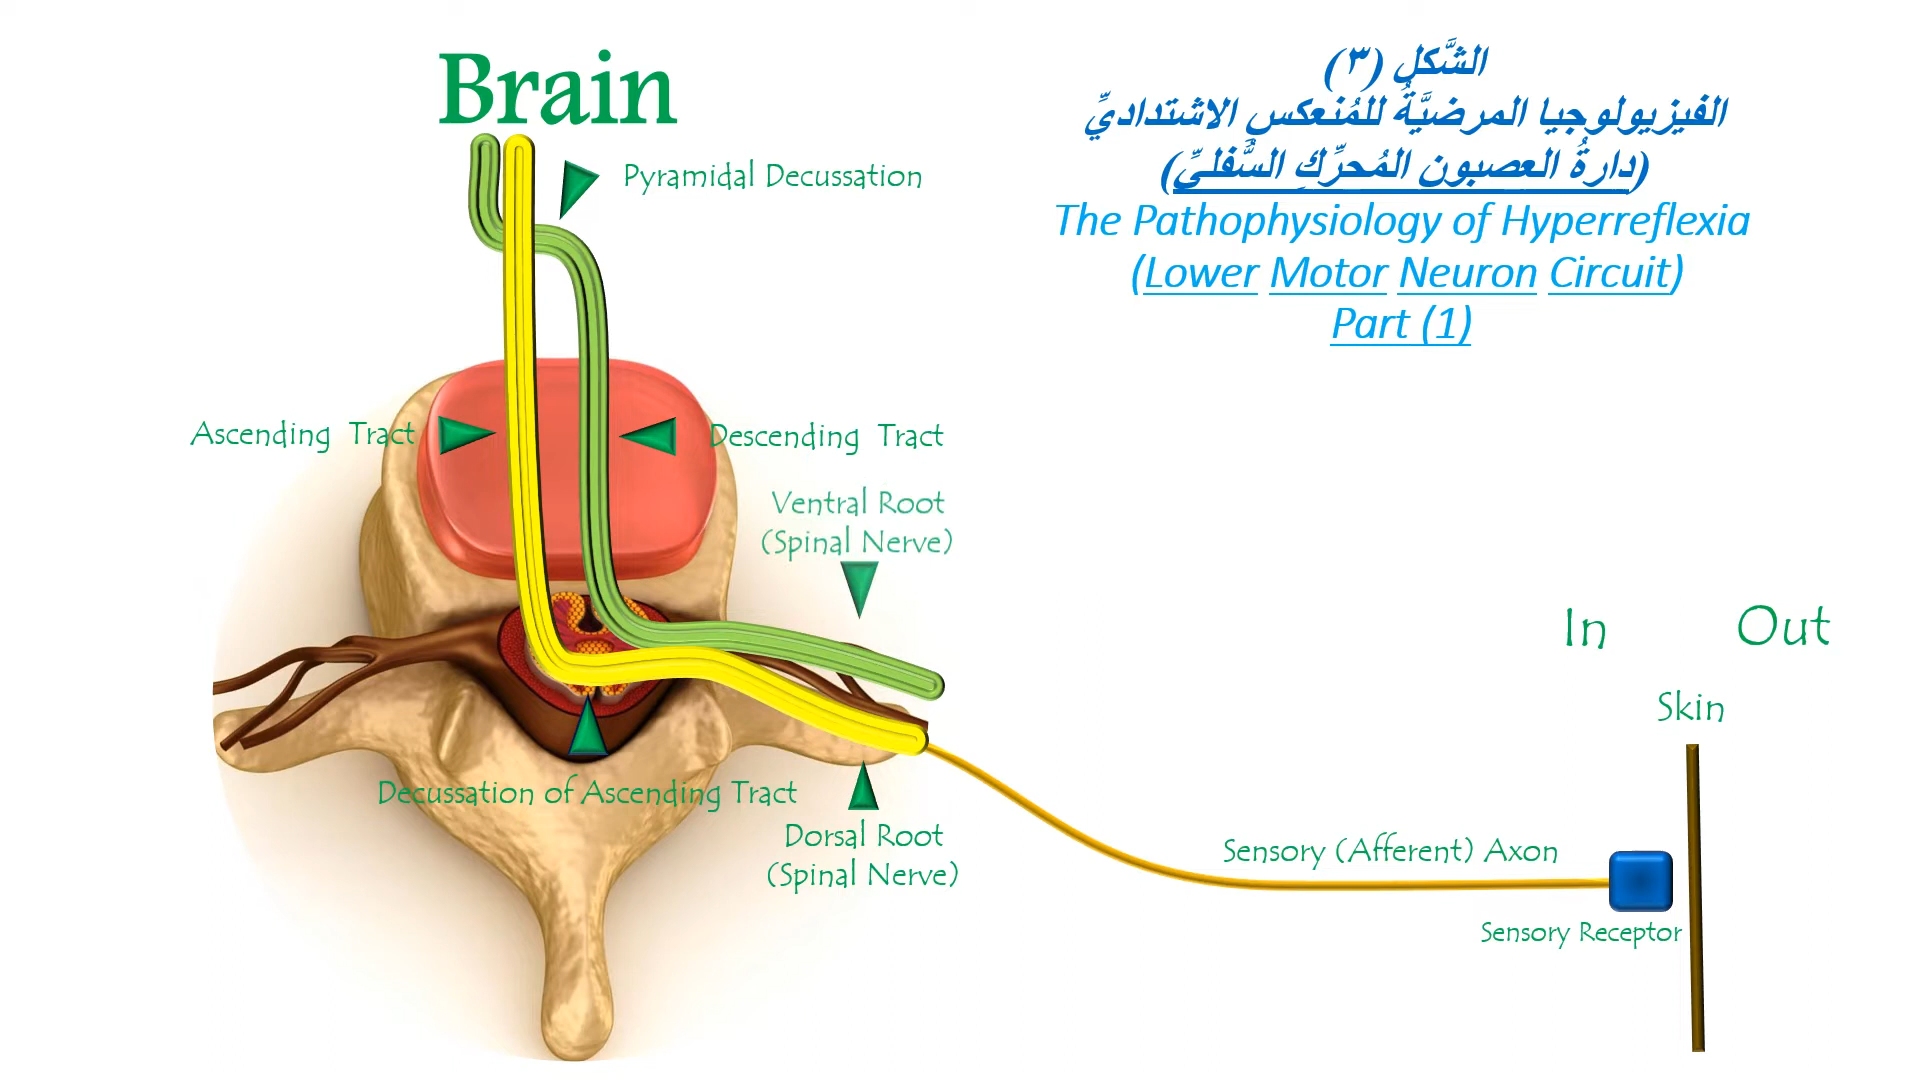 Brain
Pyramidal Decussation
الشَّكل (٣)
الفيزيولوجيا المرضيَّةُ للمُنعكسِ الاشتداديِّ
(دارةُ العصبون المُحرِّكِ السُّفليِّ)
The Pathophysiology of Hyperreflexia
(Lower Motor Neuron Circuit)
Part (1)
Ascending Tract
Descending Tract
Ventral Root
(Spinal Nerve)
In
Out
Skin
Decussation of Ascending Tract
Dorsal Root
(Spinal Nerve)
Sensory (Afferent) Axon
Sensory Receptor